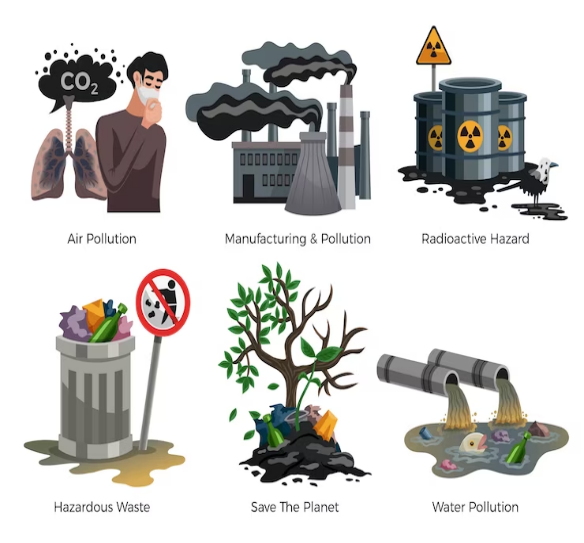 CO2
Air Pollution
Manufacturing & Pollution
Radioactive Hazard
Hazardous Waste
Save The Planet
Water Pollution